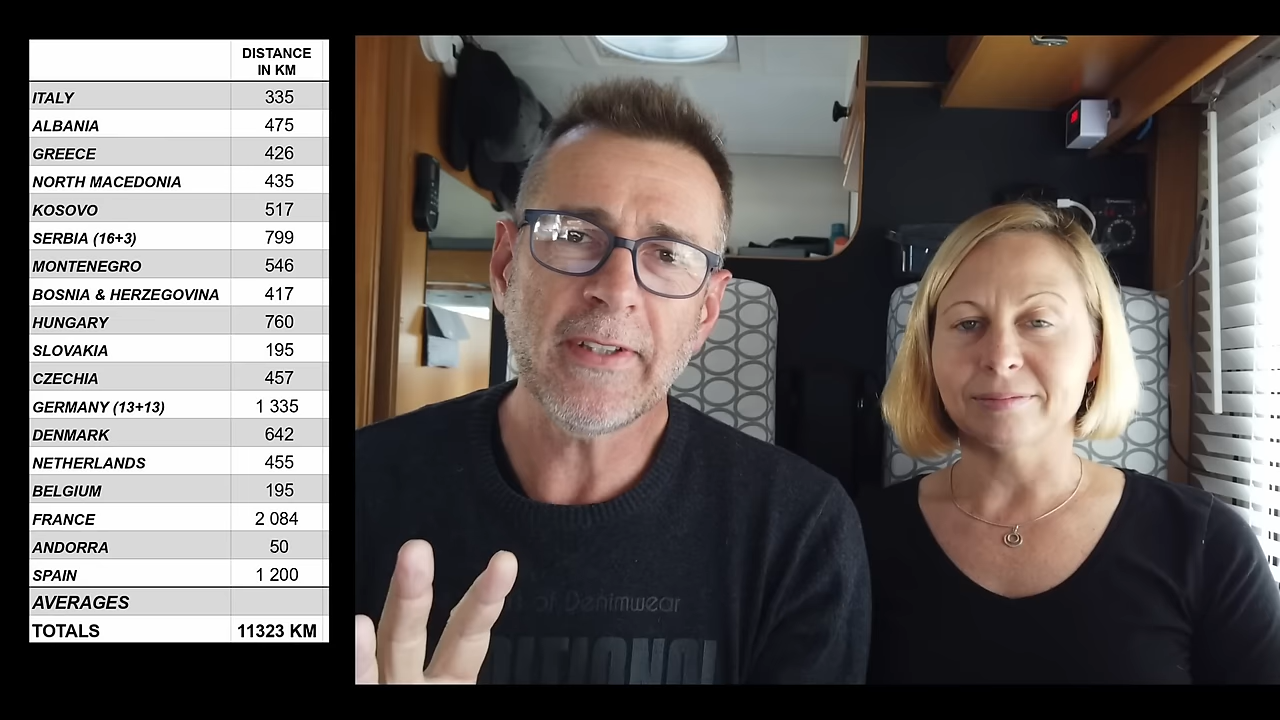 DISTANCE
IN KM
ITALY 335
ALBANIA 475
GREECE 426
NORTH MACEDONIA 435
KOSOVO 517
SERBIA (16+3) 799
MONTENEGRO 546
BOSNIA & HERZEGOVINA 417
HUNGARY 760
SLOVAKIA 195
CZECHIA 457
GERMANY (13+13) 1 335
DENMARK 642
NETHERLANDS 455
BELGIUM 195
FRANCE 2 084
ANDORRA 50
SPAIN 1 200
AVERAGES
TOTALS 11323 KM
of Denimwear